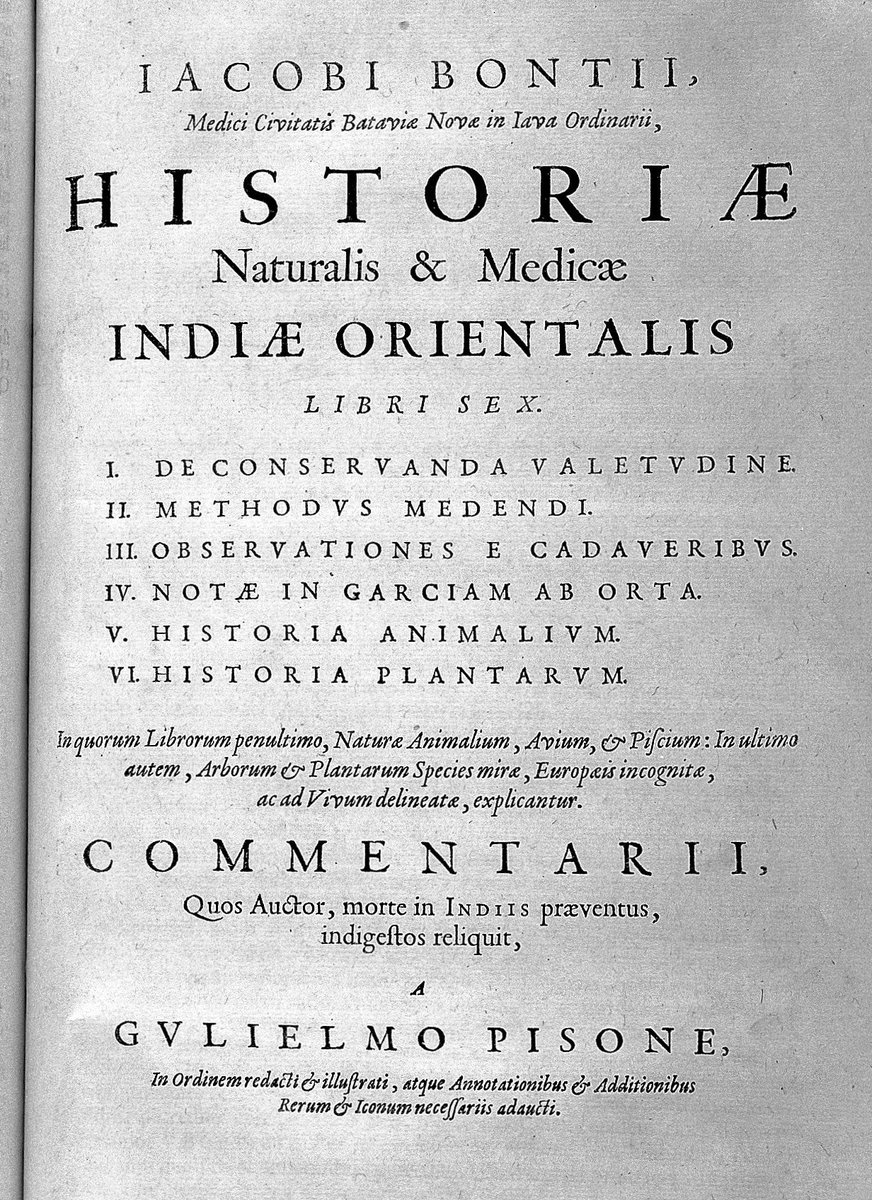 IACOBI BONTII,
Medici Civitatis Bataviæ Novæ in Iava Ordinarii,
HISTORIÆ
Naturalis & Medicæ
INDIÆ ORIENTALIS
LIBRI SEX.
I. DE CONSERVANDA VALETVDINE.
II. METHODVS MEDENDI.
III. OBSERVATIONES E CADAVERIBVS.
IV. NOTÆ IN GARCIAM AB ORTA.
V. HISTORIA ANIMALIVM.
VI. HISTORIA PLANTARVM.
In quorum Librorum penultimo, Naturæ Animalium, Avium, & Piſcium: In ultimo
autem, Arborum & Plantarum Species miræ, Europæis incognitæ,
ac ad Vivum delineatæ, explicantur.
COMMENTARII,
Quos Auctor, morte in INDIIS præventus,
indigeſtos reliquit,
A
GVLIELMO PISONE,
In Ordinem redacti & illuſtrati, atque Annotationibus & Additionibus
Rerum & Iconum neceſſariis adaucti.